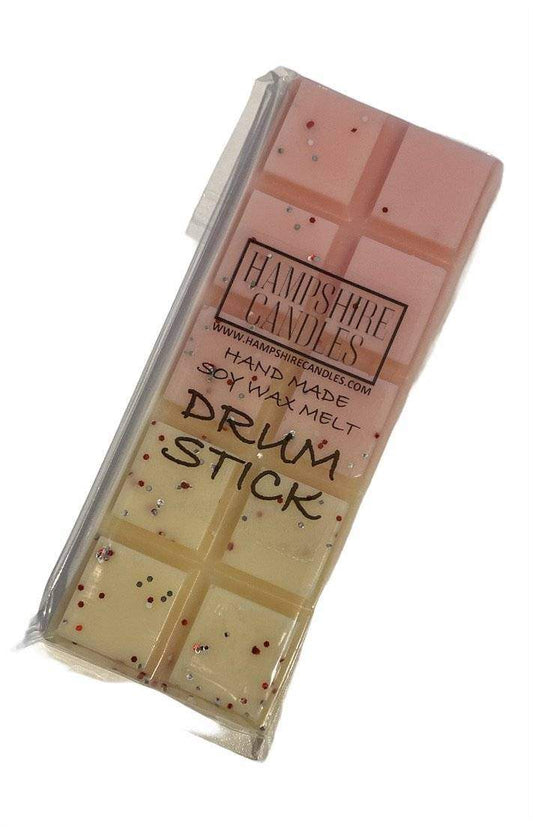 HAMPSHIRE
CANDLES
WWW.HAMPSHIRECANDLES.COM
HAND MADE
SOY WAX MELT
DRUM
STICK